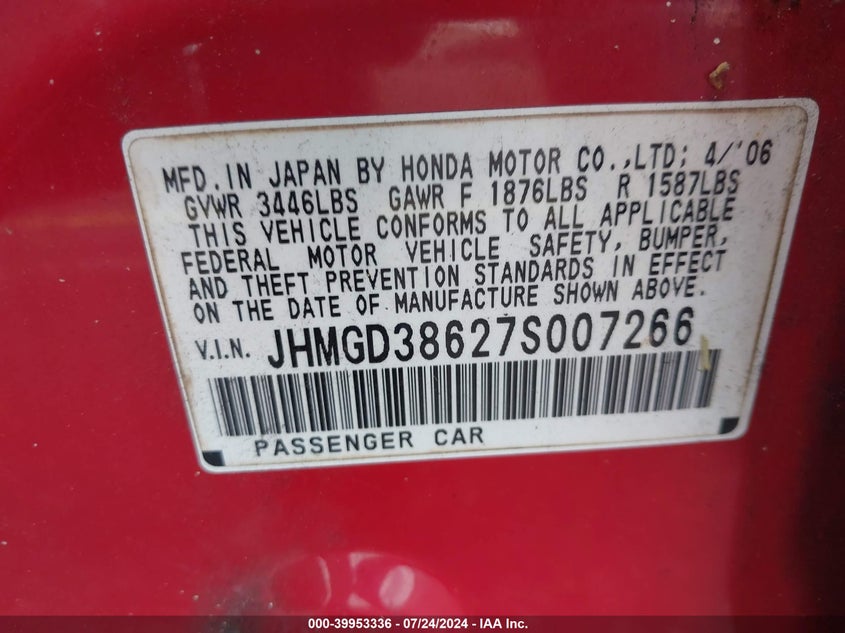 MFD. IN JAPAN BY HONDA MOTOR CO.,LTD; 4/'06
GVWR 3446LBS GAWR F 1876LBS R 1587LBS
THIS VEHICLE CONFORMS TO ALL APPLICABLE
FEDERAL MOTOR VEHICLE SAFETY, BUMPER,
AND THEFT PREVENTION STANDARDS IN EFFECT
ON THE DATE OF MANUFACTURE SHOWN ABOVE.
V.I.N. JHMGD38627S007266
PASSENGER CAR
000-39953336 - 07/24/2024 - IAA Inc.